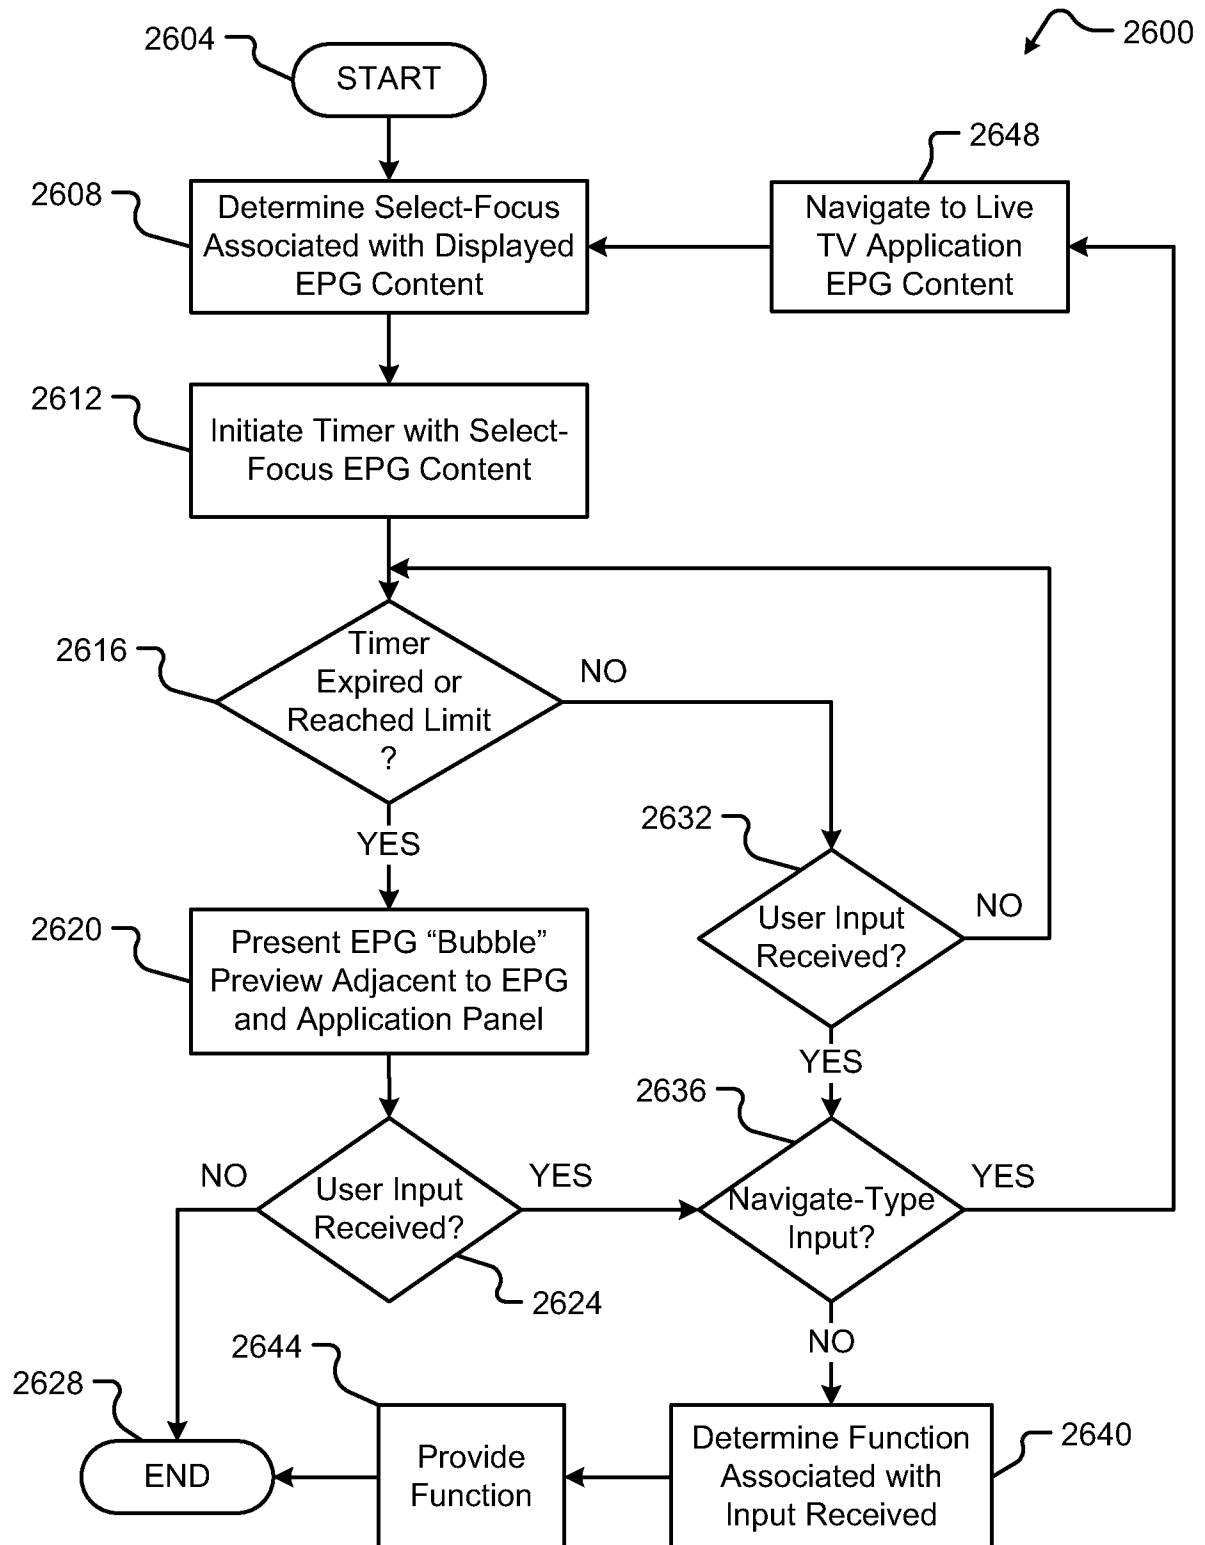 2600
2604
START
2648
2608
Determine Select-Focus
Associated with Displayed
EPG Content
Navigate to Live
TV Application
EPG Content
2612
Initiate Timer with Select-
Focus EPG Content
2616
Timer
Expired or
Reached Limit
?
NO
YES
2632
User Input
Received?
NO
YES
2620
Present EPG “Bubble”
Preview Adjacent to EPG
and Application Panel
2636
NO
User Input
Received?
YES
2624
Navigate-Type
Input?
YES
NO
2644
2628
END
Provide
Function
Determine Function
Associated with
Input Received
2640